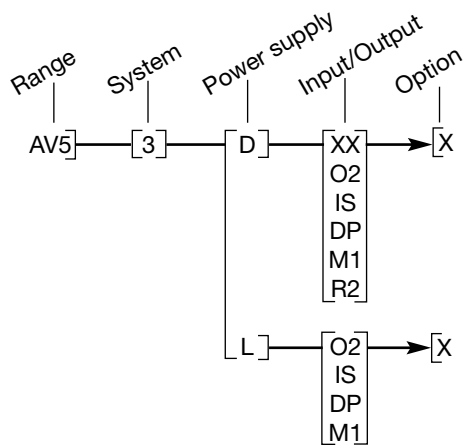 Range
System
Power supply
Input/Output
Option
AV5] [3] [D] [XX] [X
O2
IS
DP
M1
R2
L] [O2] [X
IS
DP
M1